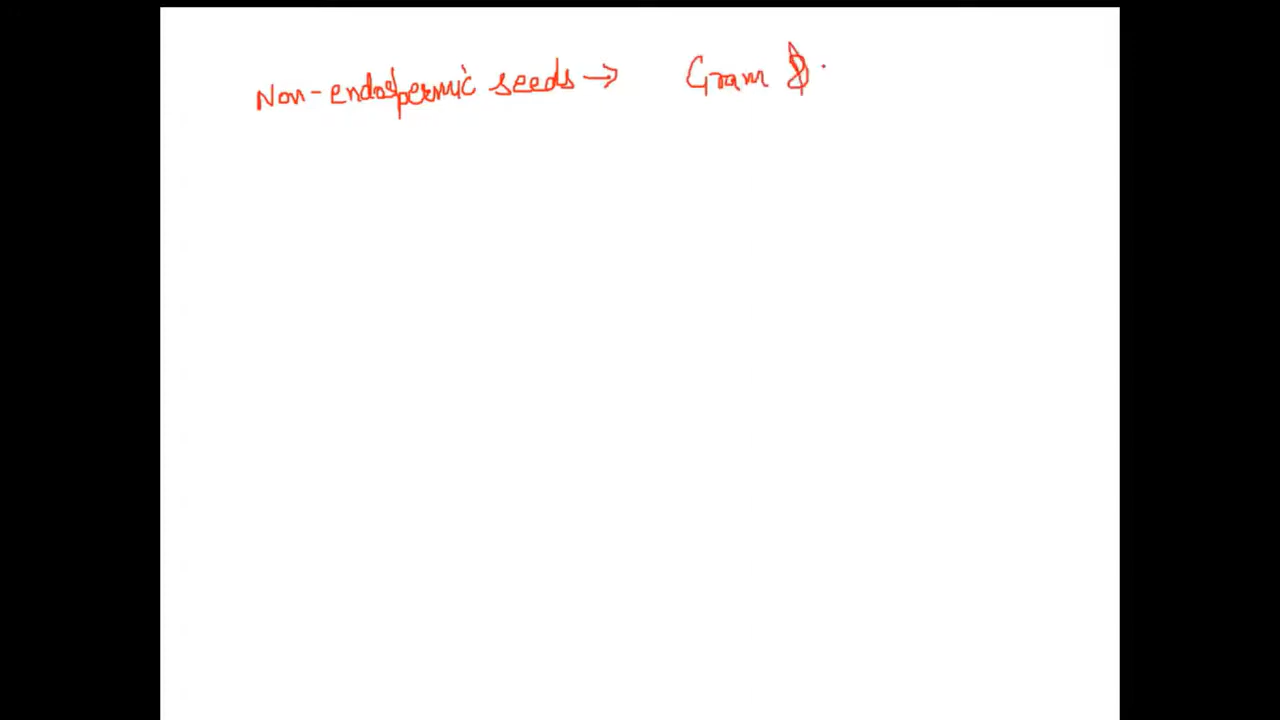 Non-endospermic seeds → Gram